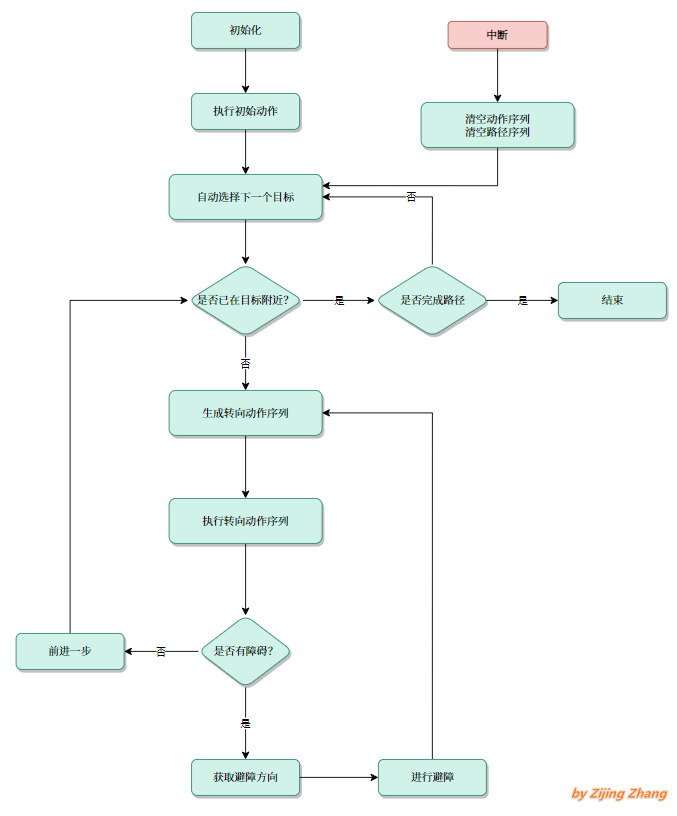 初始化
中断
执行初始动作
清空动作序列
清空路径序列
自动选择下一个目标
否
是否已在目标附近?
是
是否完成路径
是
结束
否
生成转向动作序列
执行转向动作序列
前进一步
否
是否有障碍?
是
获取避障方向
进行避障
by Zijing Zhang